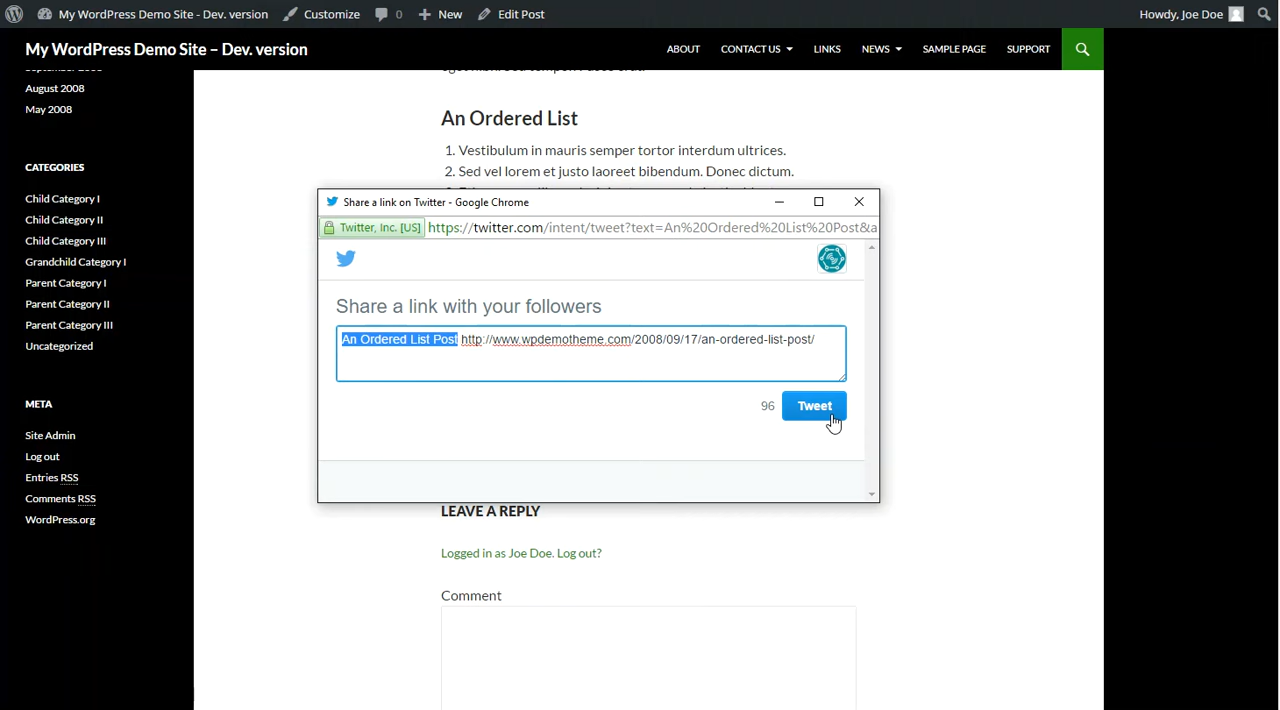 My WordPress Demo Site - Dev. version Customize 0 New Edit Post Howdy, Joe Doe
My WordPress Demo Site – Dev. version ABOUT CONTACT US LINKS NEWS SAMPLE PAGE SUPPORT
August 2008
May 2008
CATEGORIES
Child Category I
Child Category II
Child Category III
Grandchild Category I
Parent Category I
Parent Category II
Parent Category III
Uncategorized
META
Site Admin
Log out
Entries RSS
Comments RSS
WordPress.org
An Ordered List
1. Vestibulum in mauris semper tortor interdum ultrices.
2. Sed vel lorem et justo laoreet bibendum. Donec dictum.
Share a link on Twitter - Google Chrome
Twitter, Inc. [US] https://twitter.com/intent/tweet?text=An%20Ordered%20List%20Post&a
Share a link with your followers
An Ordered List Post http://www.wpdemotheme.com/2008/09/17/an-ordered-list-post/
96 Tweet
LEAVE A REPLY
Logged in as Joe Doe. Log out?
Comment